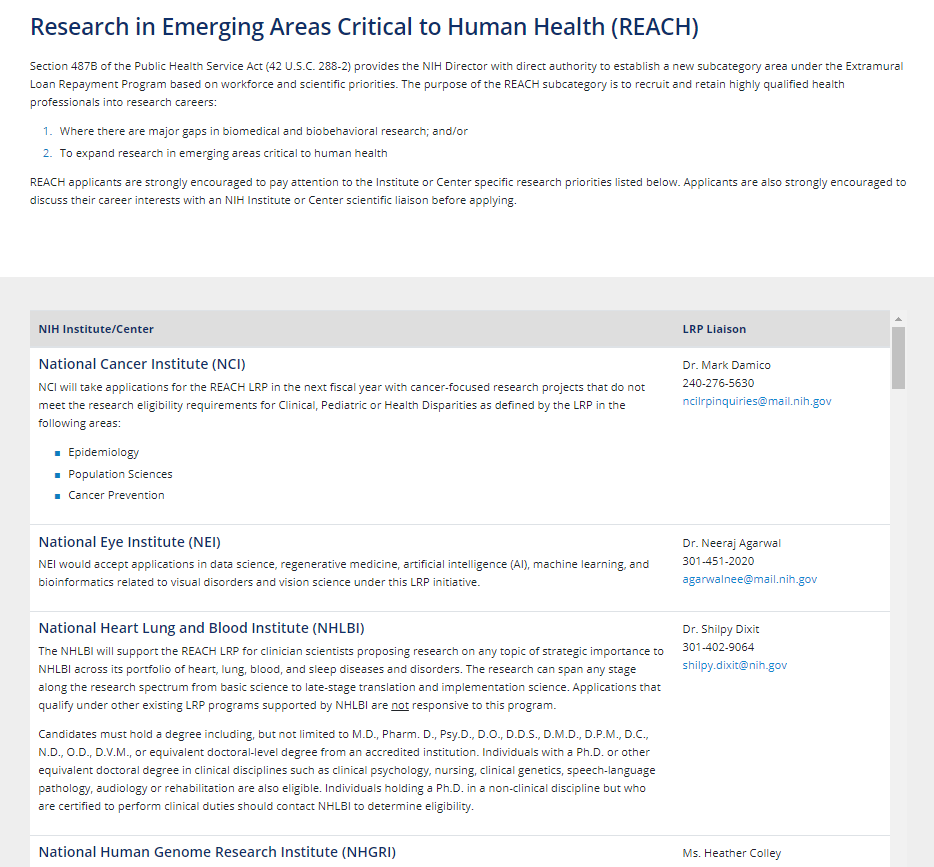 Research in Emerging Areas Critical to Human Health (REACH)
Section 487B of the Public Health Service Act (42 U.S.C. 288-2) provides the NIH Director with direct authority to establish a new subcategory area under the Extramural
Loan Repayment Program based on workforce and scientific priorities. The purpose of the REACH subcategory is to recruit and retain highly qualified health
professionals into research careers:
1. Where there are major gaps in biomedical and biobehavioral research; and/or
2. To expand research in emerging areas critical to human health
REACH applicants are strongly encouraged to pay attention to the Institute or Center specific research priorities listed below. Applicants are also strongly encouraged to
discuss their career interests with an NIH Institute or Center scientific liaison before applying.
NIH Institute/Center
LRP Liaison
National Cancer Institute (NCI)
NCI will take applications for the REACH LRP in the next fiscal year with cancer-focused research projects that do not
meet the research eligibility requirements for Clinical, Pediatric or Health Disparities as defined by the LRP in the
following areas:
Epidemiology
Population Sciences
Cancer Prevention
Dr. Mark Damico
240-276-5630
ncilrpinquiries@mail.nih.gov
National Eye Institute (NEI)
NEI would accept applications in data science, regenerative medicine, artificial intelligence (AI), machine learning, and
bioinformatics related to visual disorders and vision science under this LRP initiative.
Dr. Neeraj Agarwal
301-451-2020
agarwalnee@mail.nih.gov
National Heart Lung and Blood Institute (NHLBI)
The NHLBI will support the REACH LRP for clinician scientists proposing research on any topic of strategic importance to
NHLBI across its portfolio of heart, lung, blood, and sleep diseases and disorders. The research can span any stage
along the research spectrum from basic science to late-stage translation and implementation science. Applications that
qualify under other existing LRP programs supported by NHLBI are not responsive to this program.
Candidates must hold a degree including, but not limited to M.D., Pharm. D., Psy.D., D.O., D.D.S., D.M.D., D.P.M., D.C.,
N.D., O.D., D.V.M., or equivalent doctoral-level degree from an accredited institution. Individuals with a Ph.D. or other
equivalent doctoral degree in clinical disciplines such as clinical psychology, nursing, clinical genetics, speech-language
pathology, audiology or rehabilitation are also eligible. Individuals holding a Ph.D. in a non-clinical discipline but who
are certified to perform clinical duties should contact NHLBI to determine eligibility.
Dr. Shilpy Dixit
301-402-9064
shilpy.dixit@nih.gov
National Human Genome Research Institute (NHGRI)
Ms. Heather Colley